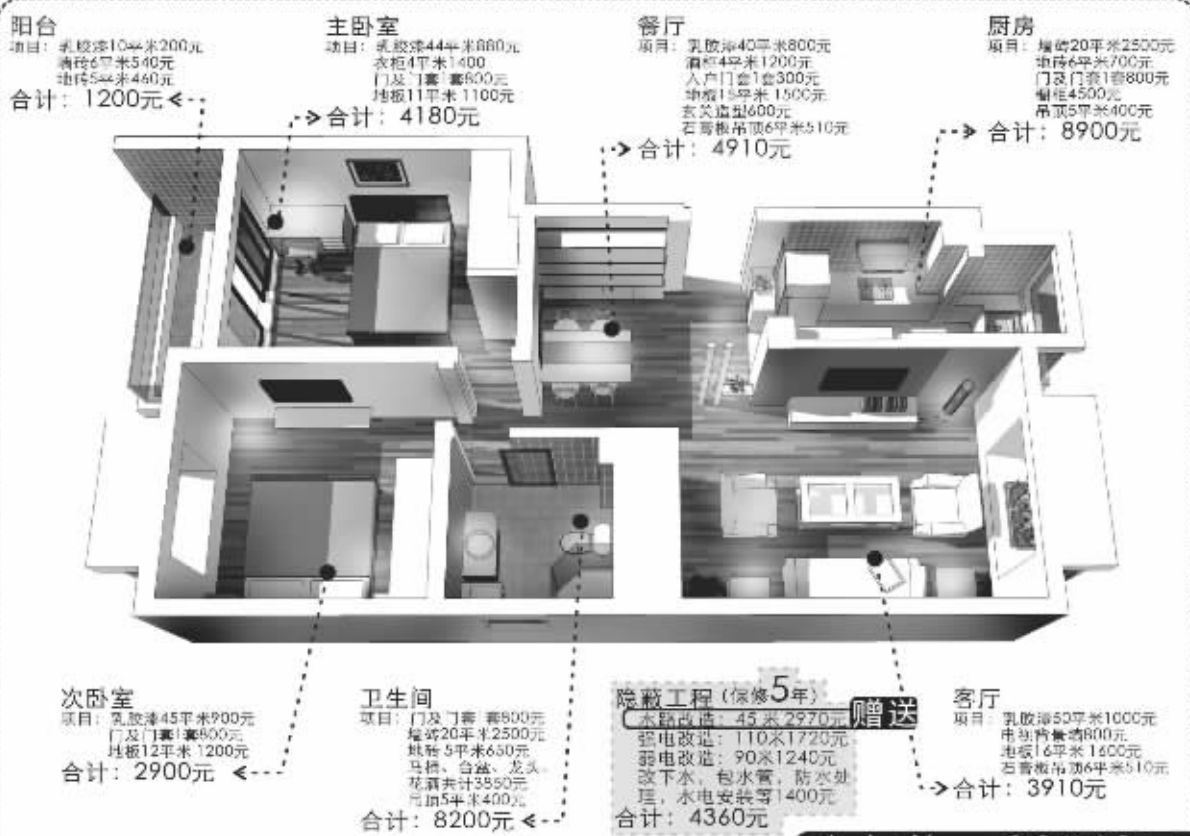 阳台
项目：乳胶漆10平米200元
墙砖6平米540元
地砖5平米460元
合计：1200元
主卧室
项目：乳胶漆44平米880元
衣柜4平米1400
门及门套1套800元
地板11平米1100元
合计：4180元
餐厅
项目：乳胶漆40平米800元
酒柜4平米1200元
入户门套1套300元
地板15平米1500元
玄关造型600元
石膏板吊顶6平米510元
合计：4910元
厨房
项目：墙砖20平米2500元
地砖6平米700元
门及门套1套800元
橱柜4500元
吊顶5平米400元
合计：8900元
次卧室
项目：乳胶漆45平米900元
门及门套1套800元
地板12平米1200元
合计：2900元
卫生间
项目：门及门套1套800元
墙砖20平米2500元
地砖5平米650元
马桶、台盆、龙头、
花洒共计3850元
吊顶5平米400元
合计：8200元
隐蔽工程（保修5年）
水路改造：45米2970元 赠送
强电改造：110米1720元
弱电改造：90米1240元
改下水，包水管，防水处
理，水电安装等1400元
合计：4360元
客厅
项目：乳胶漆50平米1000元
电视背景墙800元
地板16平米1600元
石膏板吊顶6平米510元
合计：3910元